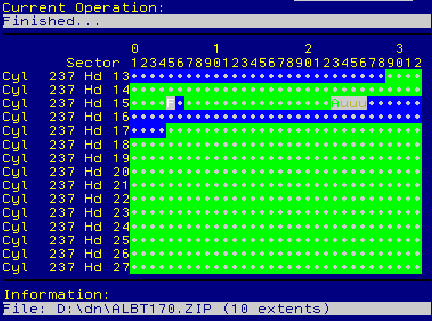 Current Operation:
Finished...
0 1 2 3
Sector 12345678901234567890123456789012
Cyl 237 Hd 13
Cyl 237 Hd 14
Cyl 237 Hd 15 F Auuu
Cyl 237 Hd 16
Cyl 237 Hd 17
Cyl 237 Hd 18
Cyl 237 Hd 19
Cyl 237 Hd 20
Cyl 237 Hd 21
Cyl 237 Hd 22
Cyl 237 Hd 23
Cyl 237 Hd 24
Cyl 237 Hd 25
Cyl 237 Hd 26
Cyl 237 Hd 27
Information:
File: D:\dn\ALBT170.ZIP (10 extents)